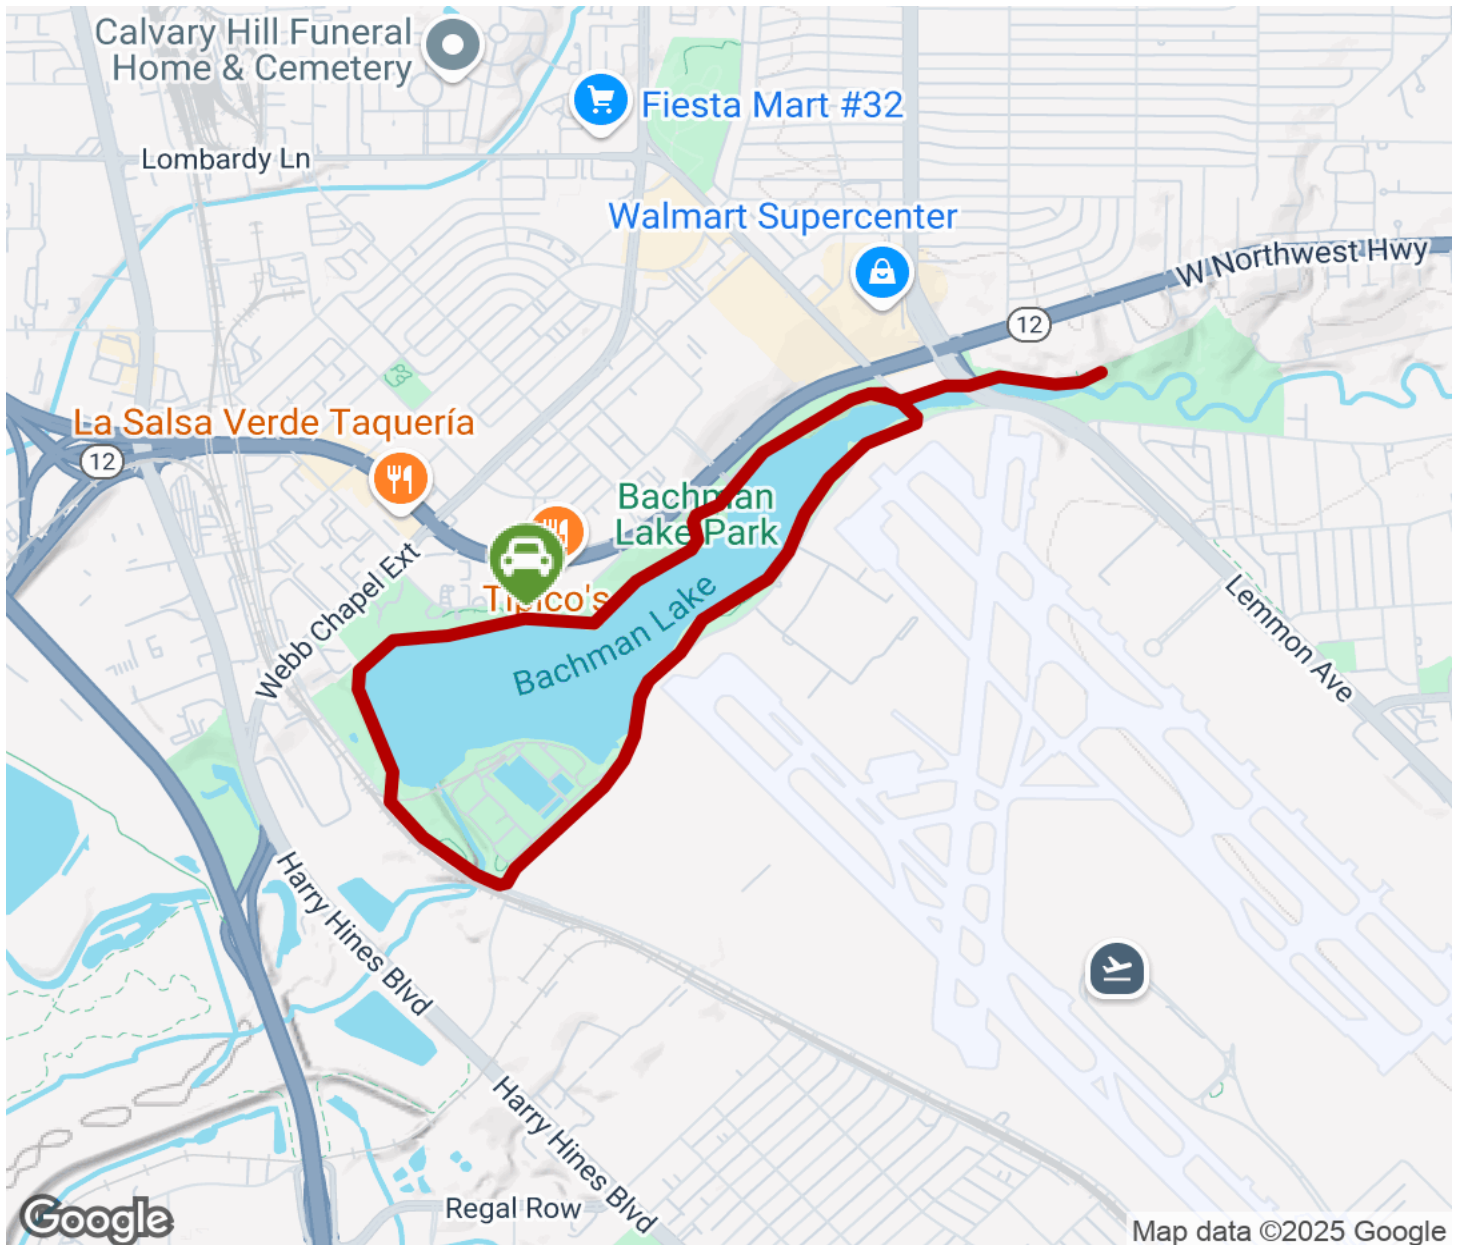 Calvary Hill Funeral
Home & Cemetery
Fiesta Mart #32
Lombardy Ln
Walmart Supercenter
W Northwest Hwy
12
La Salsa Verde Taquería
12
Bachman
Lake Park
Webb Chapel Ext
Tipico's
Bachman Lake
Lemmon Ave
Harry Hines Blvd
Harry Hines Blvd
Regal Row
Google
Map data ©2025 Google